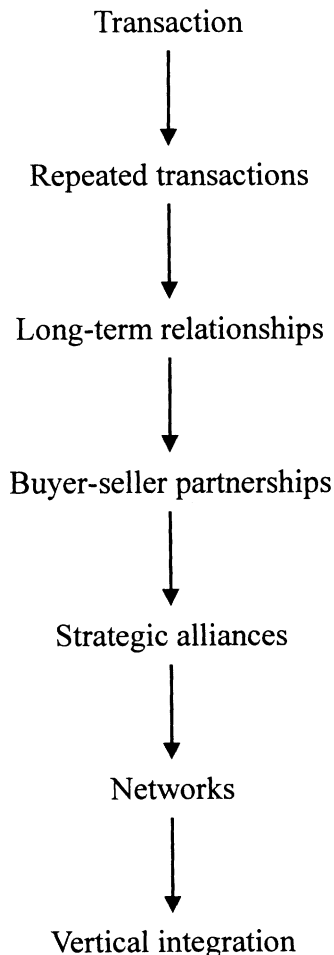 Transaction
Repeated transactions
Long-term relationships
Buyer-seller partnerships
Strategic alliances
Networks
Vertical integration